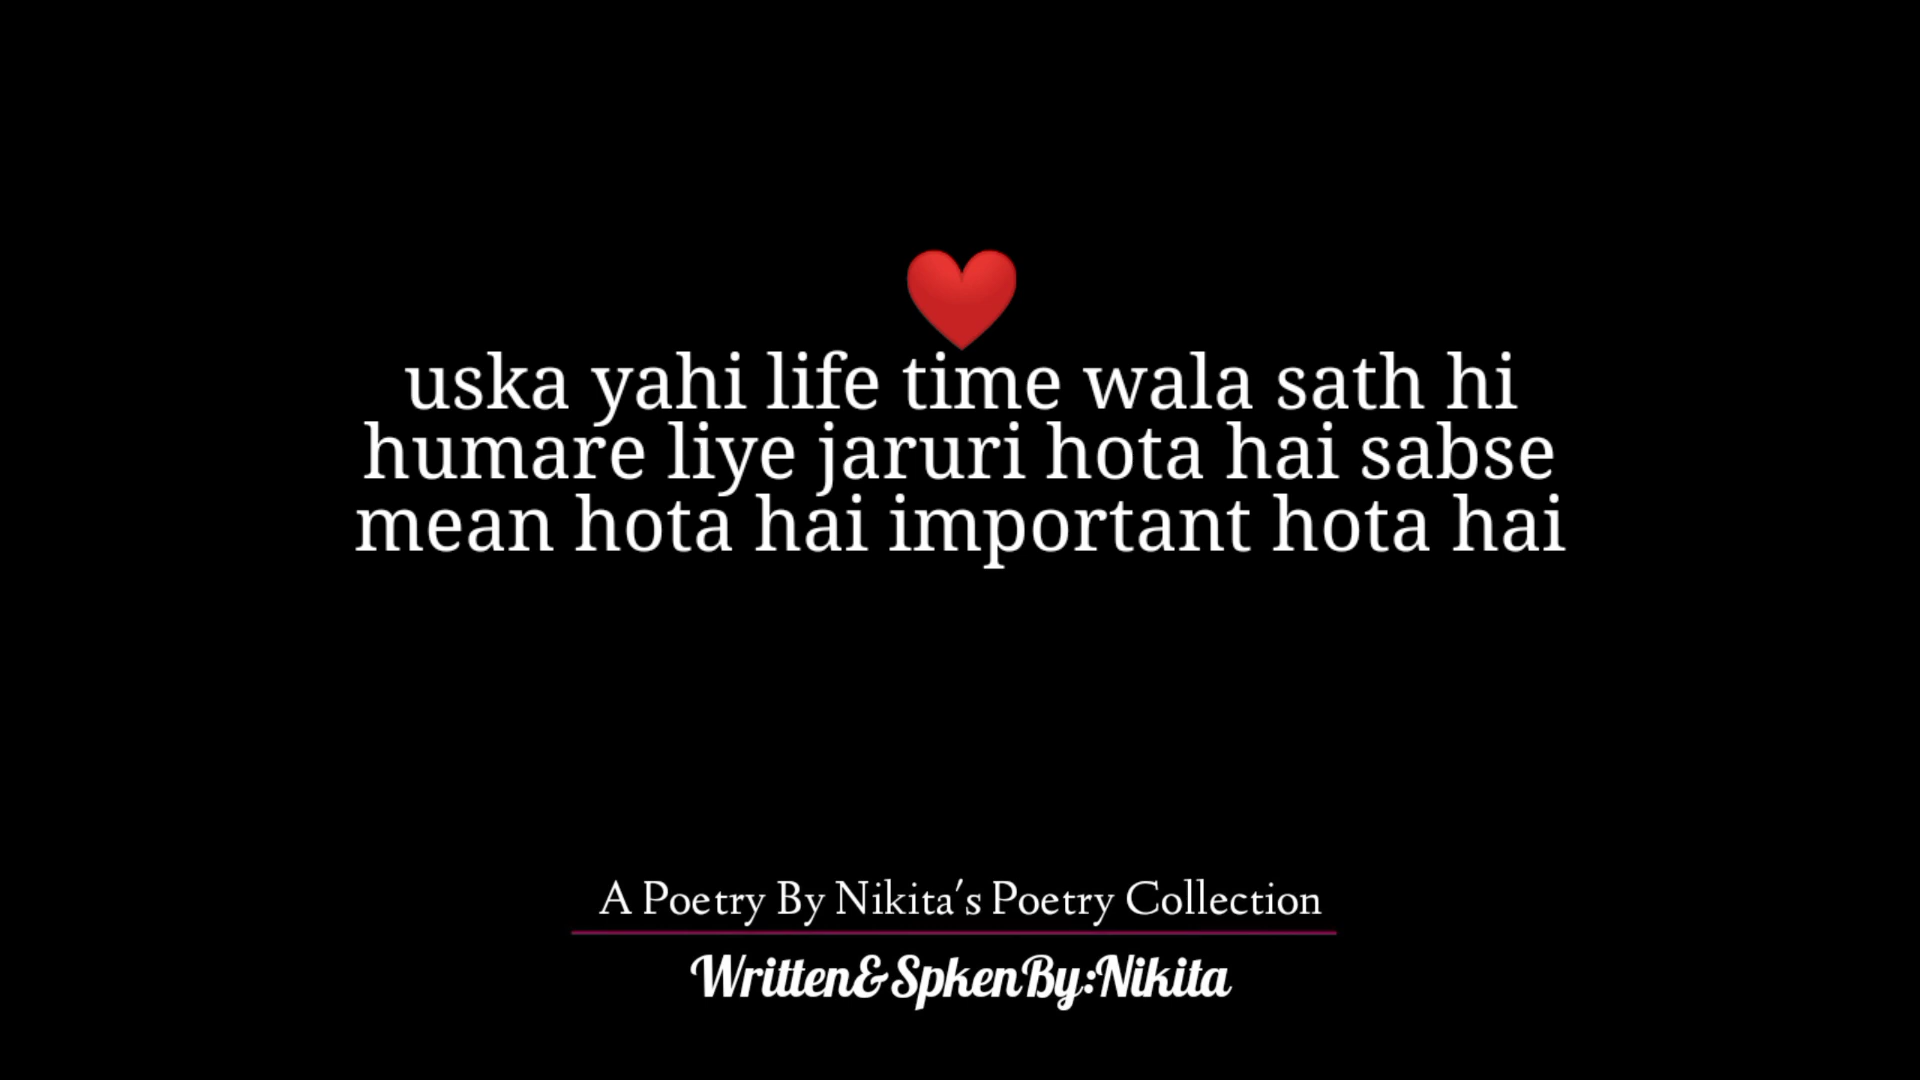 ❤️
uska yahi life time wala sath hi
humare liye jaruri hota hai sabse
mean hota hai important hota hai
A Poetry By Nikita's Poetry Collection
Written&SpkenBy:Nikita